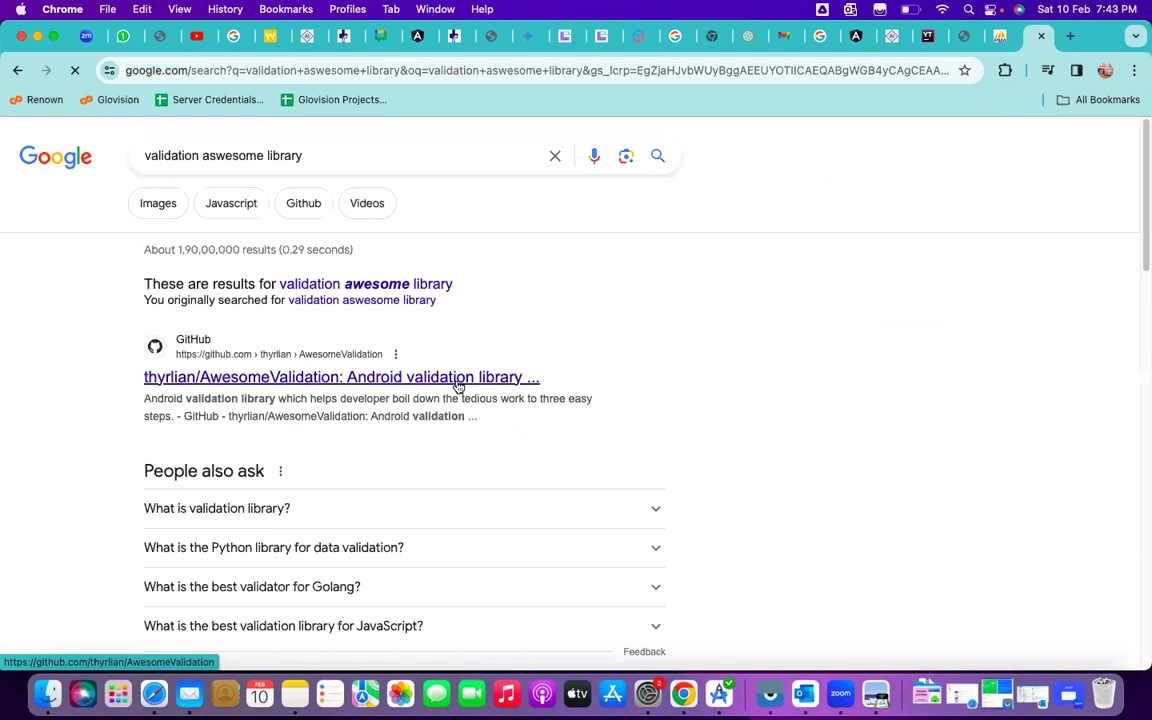 Chrome File Edit View History Bookmarks Profiles Tab Window Help Sat 10 Feb 7:43 PM
google.com/search?q=validation+aswesome+library&oq=validation+aswesome+library&gs_lcrp=EgZjaHJvbWUyBggAEEUYOTIICAEQABgWGB4yCAgCEAA...
Renown Glovision Server Credentials... Glovision Projects... All Bookmarks
Google validation aswesome library
Images Javascript Github Videos
About 1,90,00,000 results (0.29 seconds)
These are results for validation awesome library
You originally searched for validation aswesome library
GitHub
https://github.com › thyrlian › AwesomeValidation
thyrlian/AwesomeValidation: Android validation library ...
Android validation library which helps developer boil down the tedious work to three easy
steps. - GitHub - thyrlian/AwesomeValidation: Android validation ...
People also ask
What is validation library?
What is the Python library for data validation?
What is the best validator for Golang?
What is the best validation library for JavaScript?
Feedback
https://github.com/thyrlian/AwesomeValidation
FEB
10
tv
2
zoom